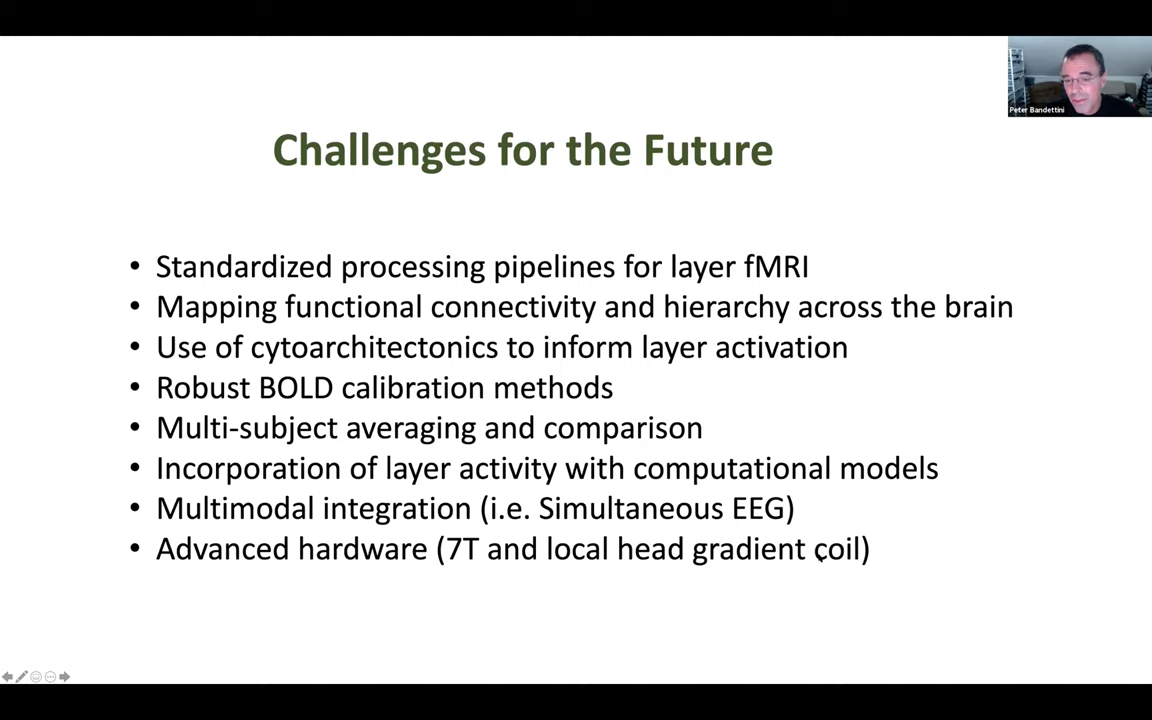 Peter Bandettini
Challenges for the Future
• Standardized processing pipelines for layer fMRI
• Mapping functional connectivity and hierarchy across the brain
• Use of cytoarchitectonics to inform layer activation
• Robust BOLD calibration methods
• Multi-subject averaging and comparison
• Incorporation of layer activity with computational models
• Multimodal integration (i.e. Simultaneous EEG)
• Advanced hardware (7T and local head gradient coil)